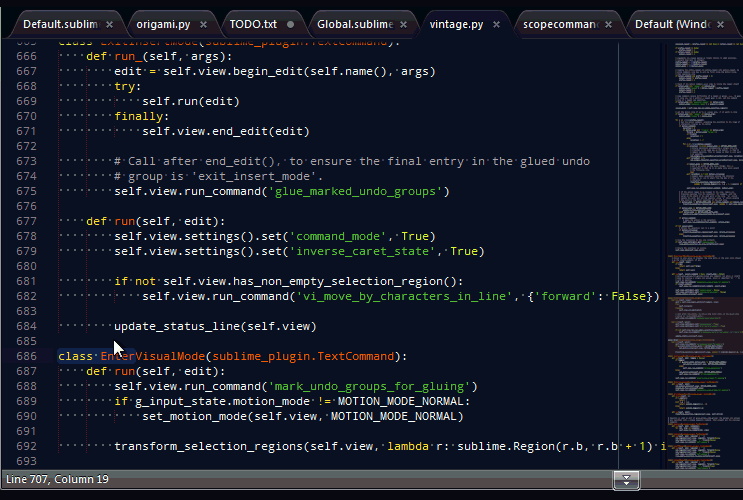 Default.sublim × origami.py × TODO.txt ● Global.sublime × vintage.py × scopecomman × Default (Windo ×
665 class ExitInsertMode(sublime_plugin.TextCommand):
666     def run_(self, args):
667         edit = self.view.begin_edit(self.name(), args)
668         try:
669             self.run(edit)
670         finally:
671             self.view.end_edit(edit)
672
673         # Call after end_edit(), to ensure the final entry in the glued undo
674         # group is 'exit_insert_mode'.
675         self.view.run_command('glue_marked_undo_groups')
676
677     def run(self, edit):
678         self.view.settings().set('command_mode', True)
679         self.view.settings().set('inverse_caret_state', True)
680
681         if not self.view.has_non_empty_selection_region():
682             self.view.run_command('vi_move_by_characters_in_line', {'forward': False})
683
684         update_status_line(self.view)
685
686 class EnterVisualMode(sublime_plugin.TextCommand):
687     def run(self, edit):
688         self.view.run_command('mark_undo_groups_for_gluing')
689         if g_input_state.motion_mode != MOTION_MODE_NORMAL:
690             set_motion_mode(self.view, MOTION_MODE_NORMAL)
691
692         transform_selection_regions(self.view, lambda r: sublime.Region(r.b, r.b + 1) i
693
Line 707, Column 19